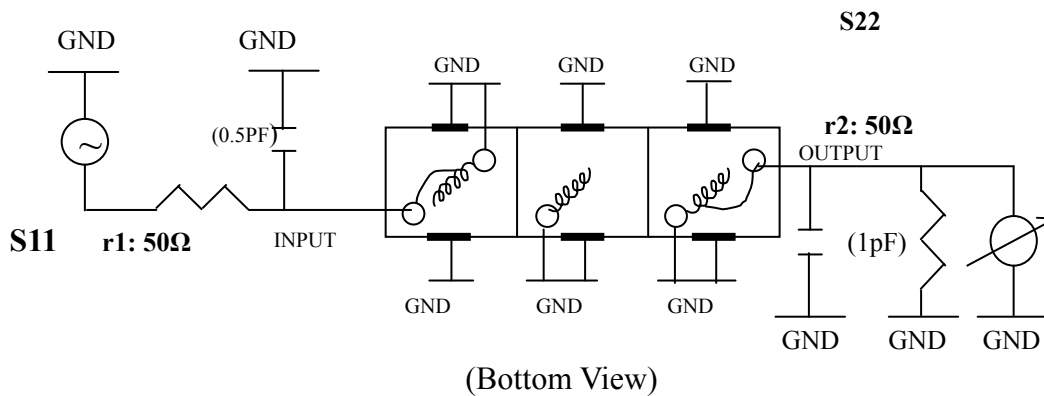 S22
GND
GND
GND
GND
GND
(0.5PF)
r2: 50Ω
OUTPUT
S11
r1: 50Ω
INPUT
(1pF)
GND
GND
GND
GND
GND
GND
(Bottom View)